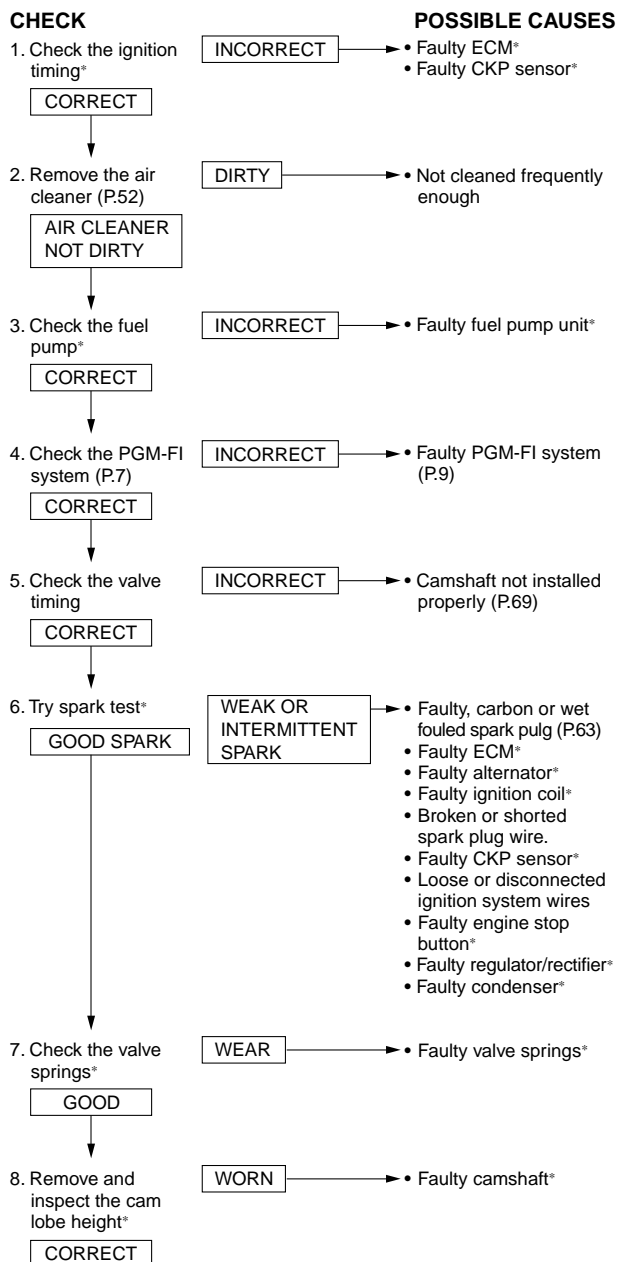 CHECK
POSSIBLE CAUSES
1. Check the ignition
timing*
INCORRECT
• Faulty ECM*
• Faulty CKP sensor*
CORRECT
2. Remove the air
cleaner (P.52)
DIRTY
• Not cleaned frequently
enough
AIR CLEANER
NOT DIRTY
3. Check the fuel
pump*
INCORRECT
• Faulty fuel pump unit*
CORRECT
4. Check the PGM-FI
system (P.7)
INCORRECT
• Faulty PGM-FI system
(P.9)
CORRECT
5. Check the valve
timing
INCORRECT
• Camshaft not installed
properly (P.69)
CORRECT
6. Try spark test*
WEAK OR
INTERMITTENT
SPARK
• Faulty, carbon or wet
fouled spark pulg (P.63)
• Faulty ECM*
• Faulty alternator*
• Faulty ignition coil*
• Broken or shorted
spark plug wire.
• Faulty CKP sensor*
• Loose or disconnected
ignition system wires
• Faulty engine stop
button*
• Faulty regulator/rectifier*
• Faulty condenser*
GOOD SPARK
7. Check the valve
springs*
WEAR
• Faulty valve springs*
GOOD
8. Remove and
inspect the cam
lobe height*
WORN
• Faulty camshaft*
CORRECT